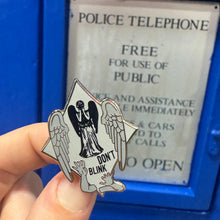 POLICE TELEPHONE
FREE
FOR USE OF
PUBLIC
ICE AND ASSISTANCE
E IMMEDIATELY
& CARS
D TO
CALLS
O OPEN
DON'T
BLINK